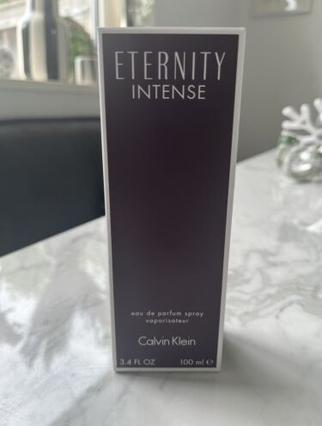 ETERNITY
INTENSE
eau de parfum spray
vaporisateur
Calvin Klein
3.4 FL OZ 100 ml ℮